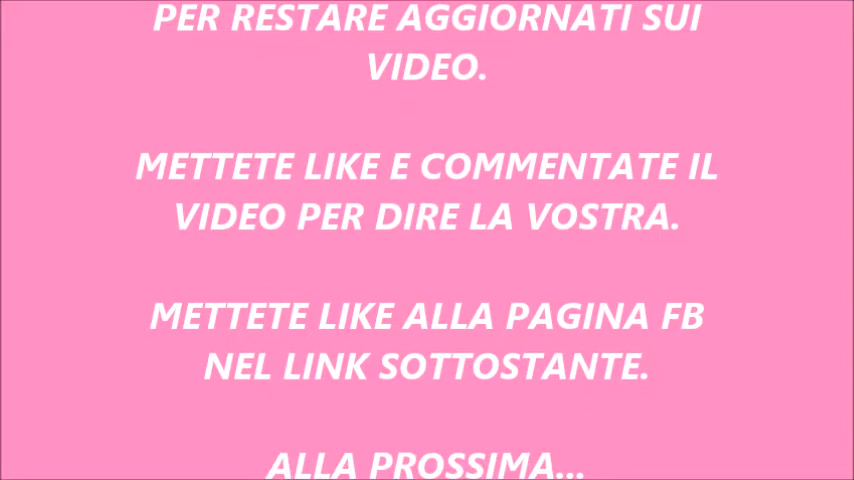 PER RESTARE AGGIORNATI SUI
VIDEO.
METTETE LIKE E COMMENTATE IL
VIDEO PER DIRE LA VOSTRA.
METTETE LIKE ALLA PAGINA FB
NEL LINK SOTTOSTANTE.
ALLA PROSSIMA...